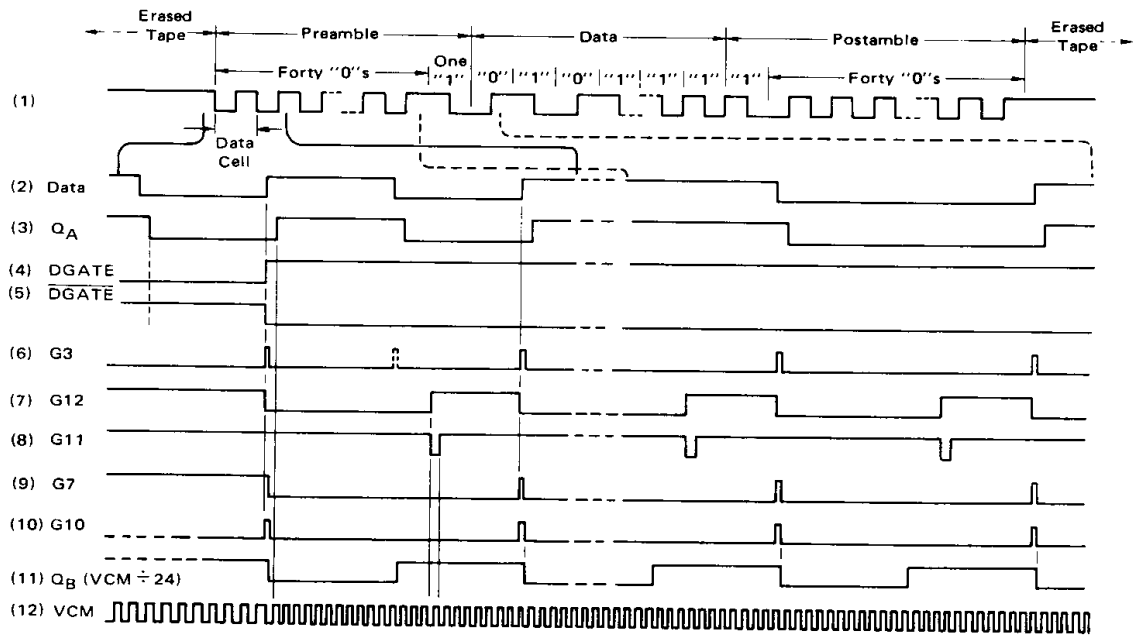 Erased Tape
Preamble
Data
Postamble
Erased Tape
Forty "0"s
One "1"
"0" "1" "0" "1" "1" "1" "1"
Forty "0"s
(1)
Data Cell
(2) Data
(3) QA
(4) DGATE
(5) DGATE
(6) G3
(7) G12
(8) G11
(9) G7
(10) G10
(11) QB (VCM ÷ 24)
(12) VCM